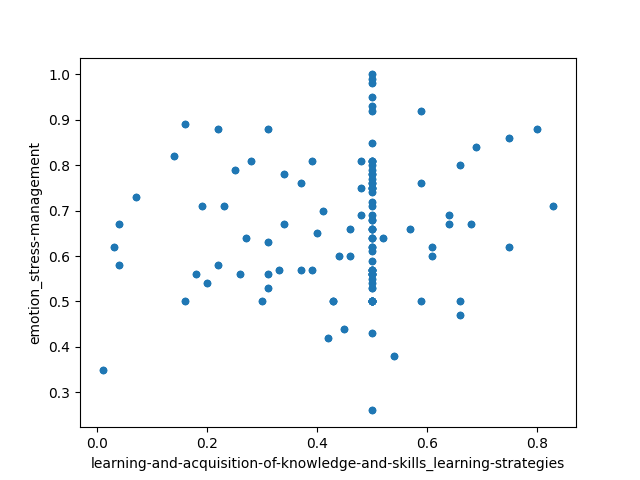 1.0
0.9
0.8
0.7
0.6
0.5
0.4
0.3
emotion_stress-management
0.0 0.2 0.4 0.6 0.8
learning-and-acquisition-of-knowledge-and-skills_learning-strategies